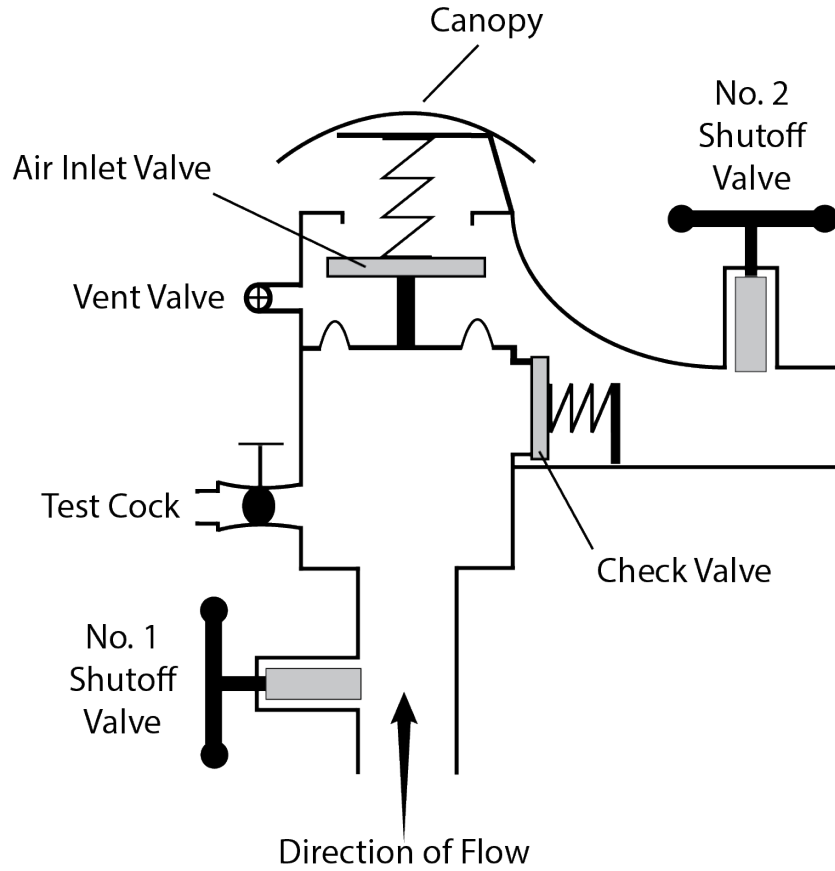 Canopy
No. 2
Shutoff
Valve
Air Inlet Valve
Vent Valve
Test Cock
Check Valve
No. 1
Shutoff
Valve
Direction of Flow